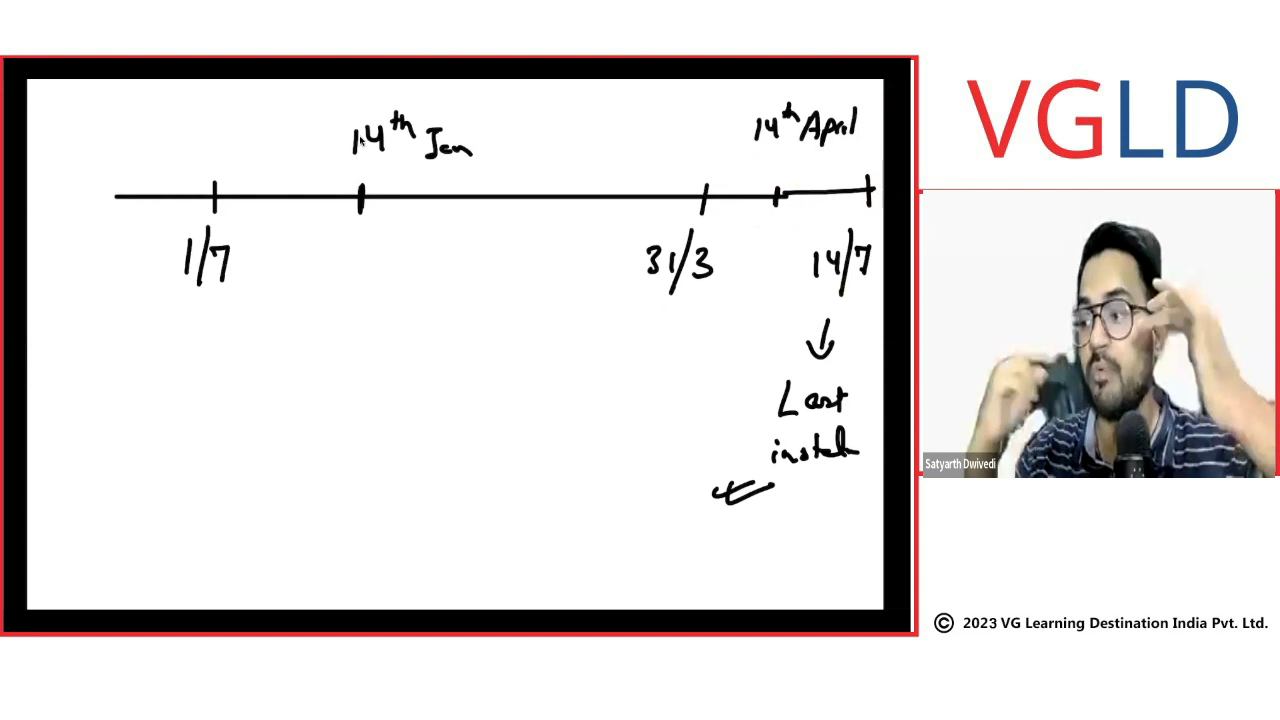 14th Jan
14th April
1/7
31/3
14/7
Last
VGLD
Satyarth Dwivedi
© 2023 VG Learning Destination India Pvt. Ltd.